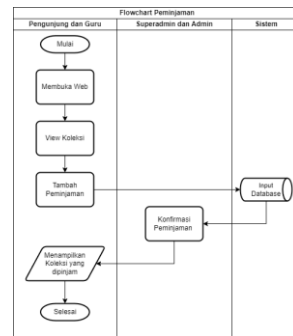 Flowchart Peminjaman
Pengunjung dan Guru
Superadmin dan Admin
Sistem
Mulai
Membuka Web
View Koleksi
Tambah
Peminjaman
Input
Database
Konfirmasi
Peminjaman
Menampilkan
Koleksi yang
dipinjam
Selesai